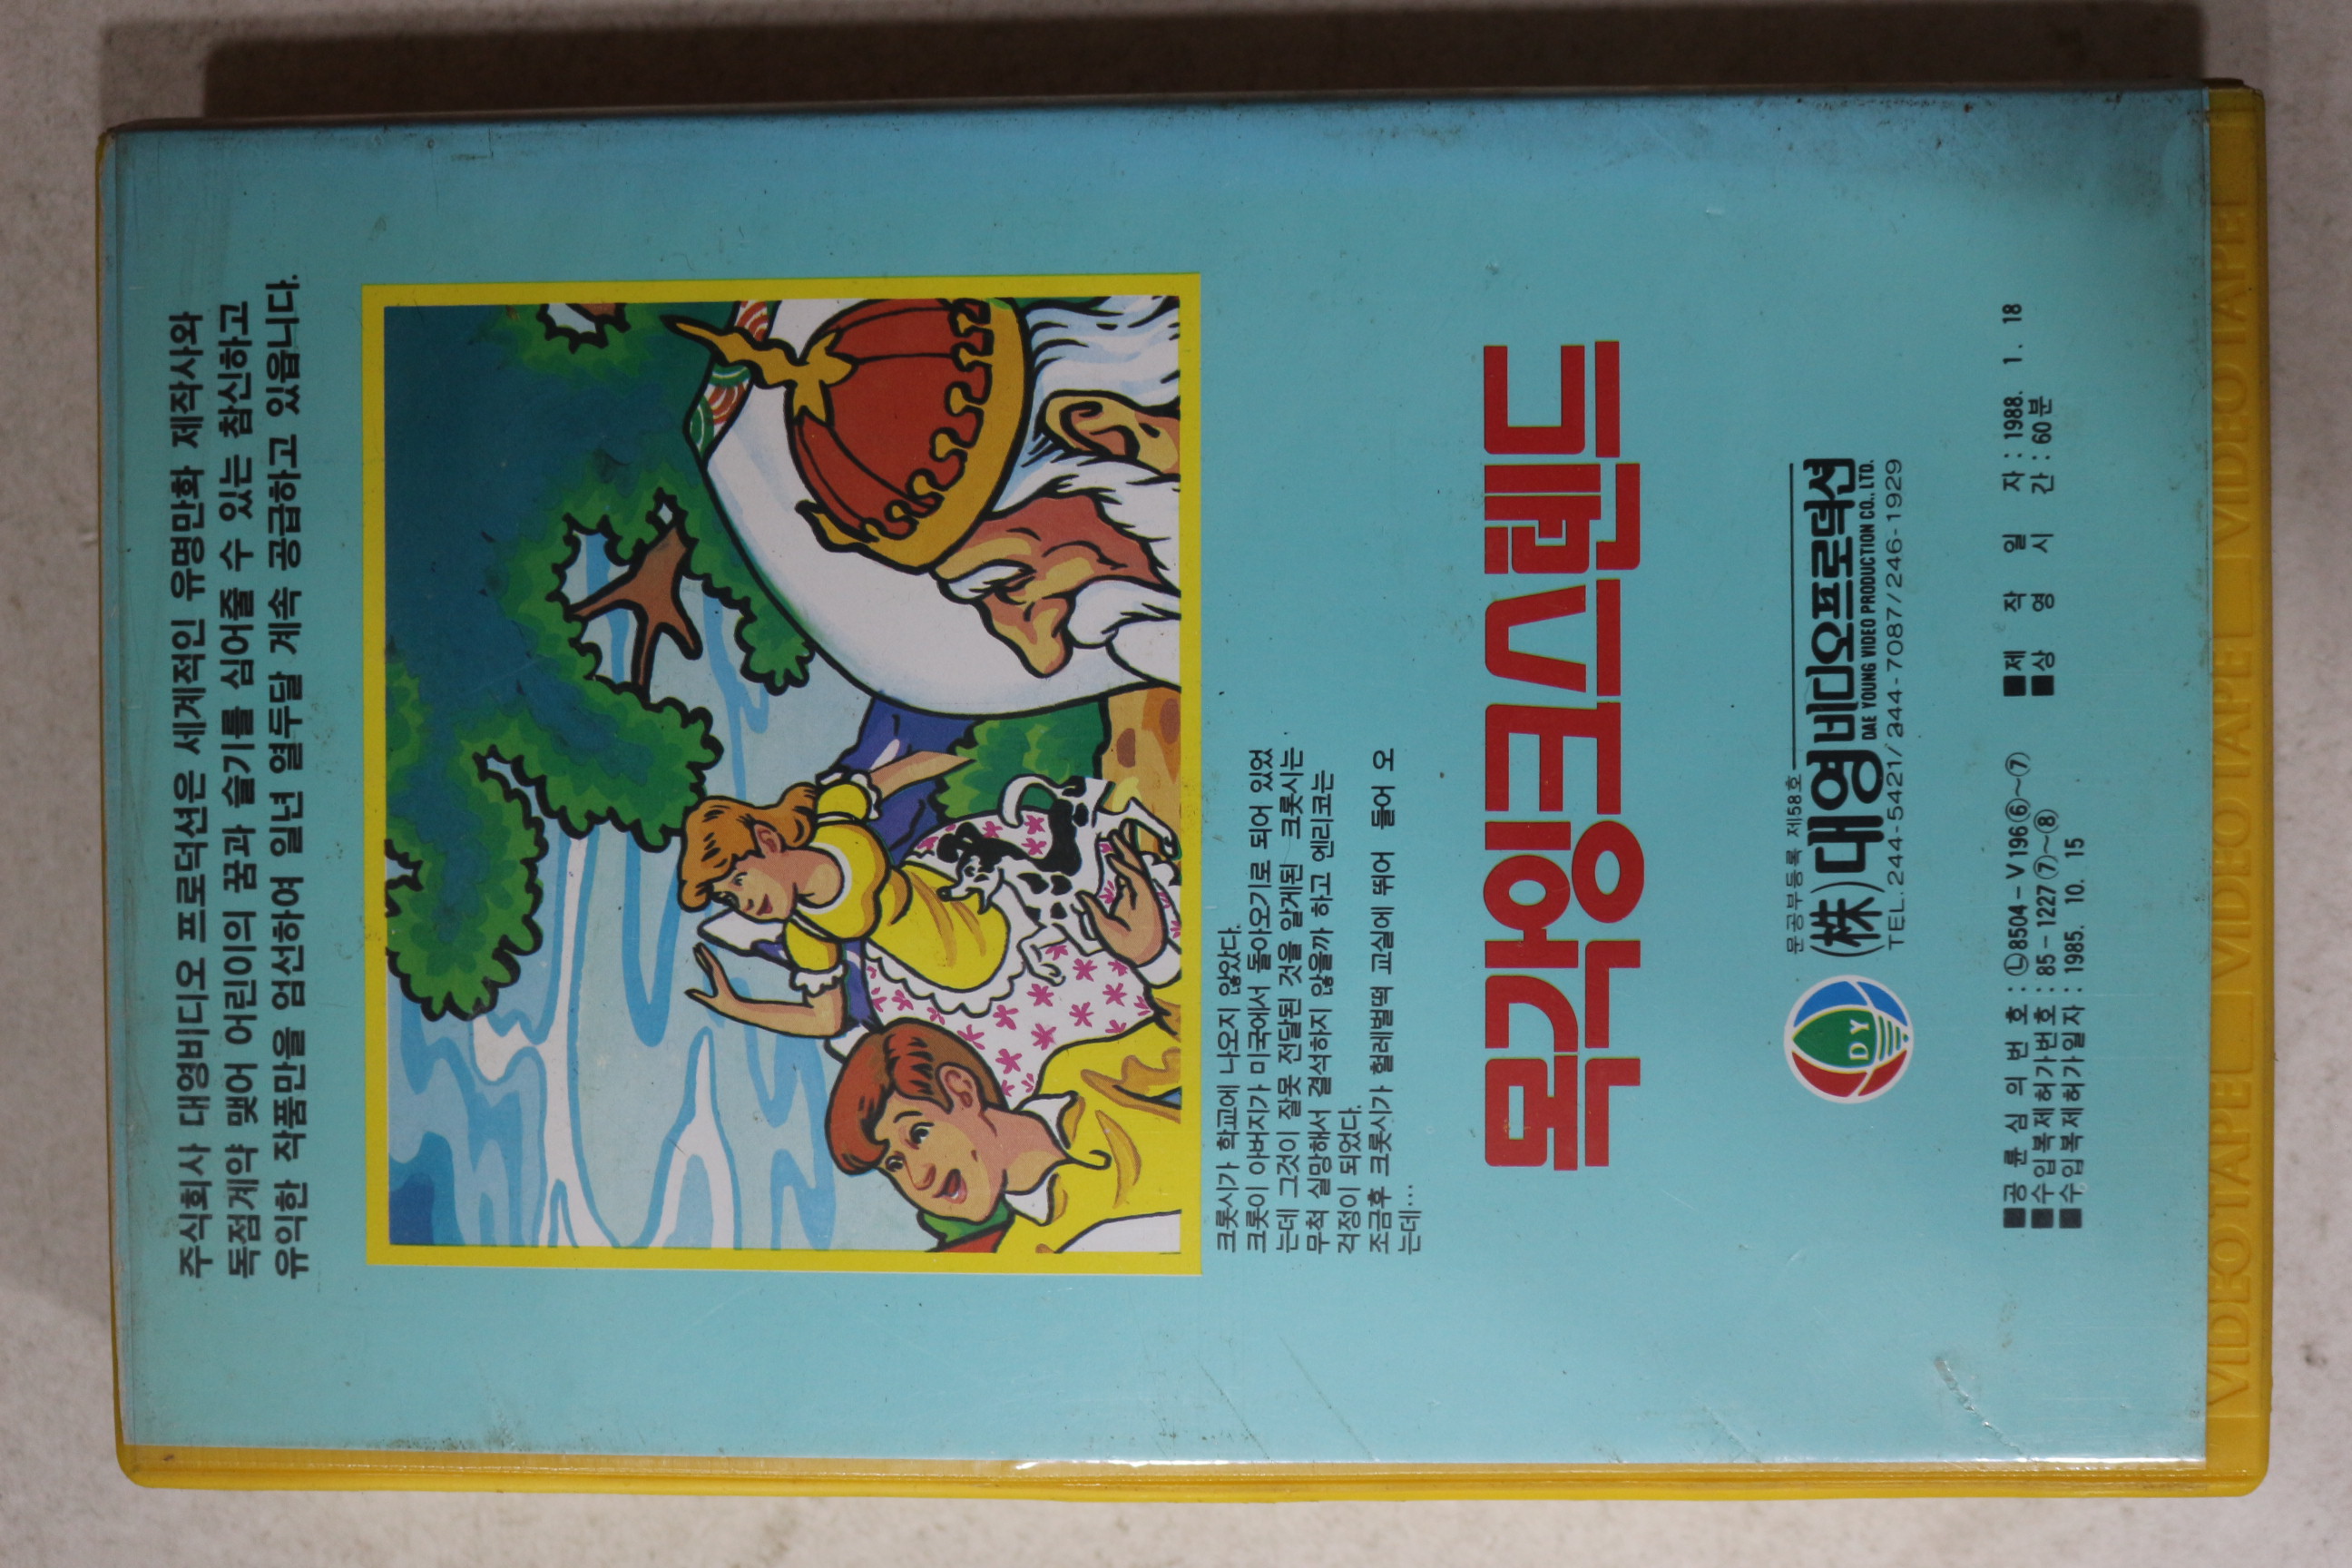 주식회사 대영비디오 프로덕션은 세계적인 유명만화 제작사와
독점계약 맺어 어린이의 꿈과 슬기를 심어줄 수 있는 참신하고
유익한 작품만을 엄선하여 일년 열두달 계속 공급하고 있읍니다.
크롯시가 학교에 나오지 않았다.
크롯이 아버지가 미국에서 돌아오기로 되어 있었
는데 그것이 잘못 전달된 것을 알게된 크롯시는
무척 실망해서 결석하지 않을까 하고 엔리코는
걱정이 되었다.
조금후 크롯시가 헐레벌떡 교실에 뛰어 들어 오
는데…
목각잉크스텐드
문공부등록 제58호
DY
(株)대영비디오프로덕션
DAE YOUNG VIDEO PRODUCTION CO., LTD.
TEL. 244-5421/344-7087/246-1929
■공 륜 심 의 번 호 : Ⓛ8504-V196⑥~⑦
■수입복제허가번호 : 85-1227⑦~⑧
■수입복제허가일자 : 1985. 10. 15
■제 작 일 자 : 1988. 1. 18
■상 영 시 간 : 60분
VIDEO TAPE VIDEO TAPE VIDEO TAPE VIDEO TAPE